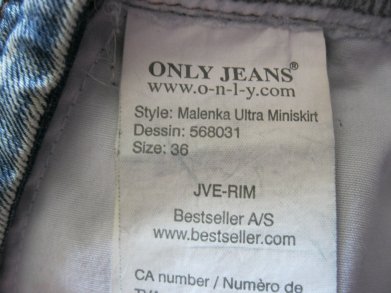 ONLY JEANS®
www.o-n-l-y.com
Style: Malenka Ultra Miniskirt
Dessin: 568031
Size: 36
JVE-RIM
Bestseller A/S
www.bestseller.com
CA number / Numèro de